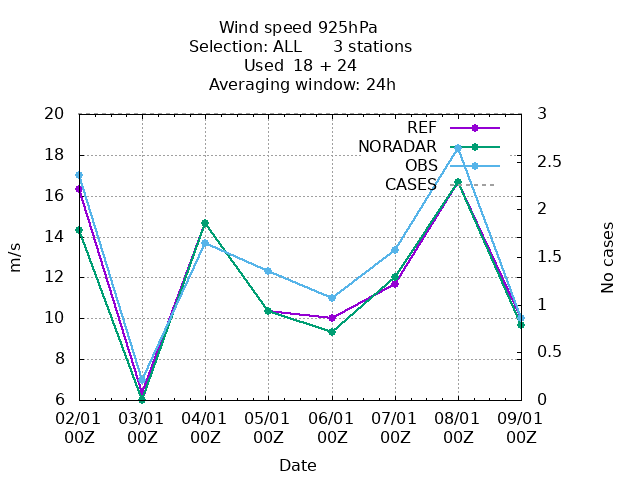 Wind speed 925hPa
Selection: ALL 3 stations
Used 18 + 24
Averaging window: 24h
20 3
REF
18 NORADAR 2.5
OBS
16 CASES 2
14 1.5
m/s
12
No cases
10 1
8 0.5
6 0
02/01 03/01 04/01 05/01 06/01 07/01 08/01 09/01
00Z 00Z 00Z 00Z 00Z 00Z 00Z 00Z
Date